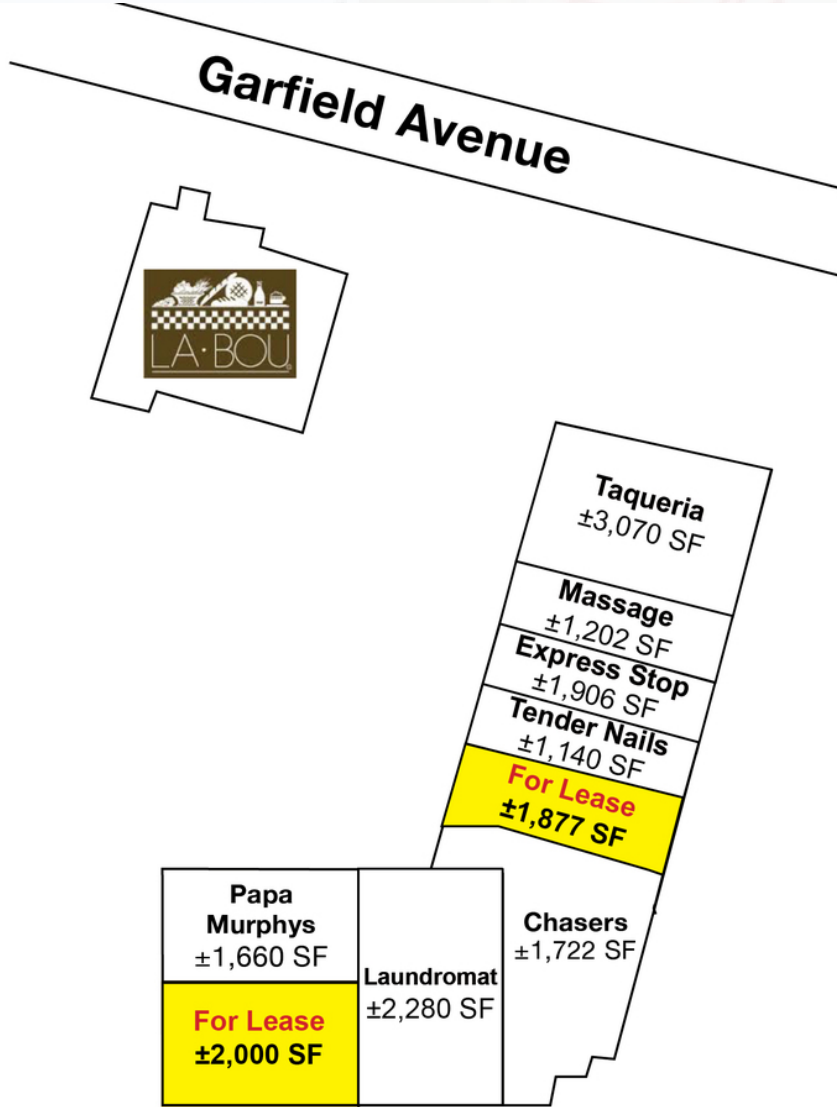 Garfield Avenue
LA·BOU
Taqueria
±3,070 SF
Massage
±1,202 SF
Express Stop
±1,906 SF
Tender Nails
±1,140 SF
For Lease
±1,877 SF
Papa
Murphys
±1,660 SF
Laundromat
±2,280 SF
Chasers
±1,722 SF
For Lease
±2,000 SF